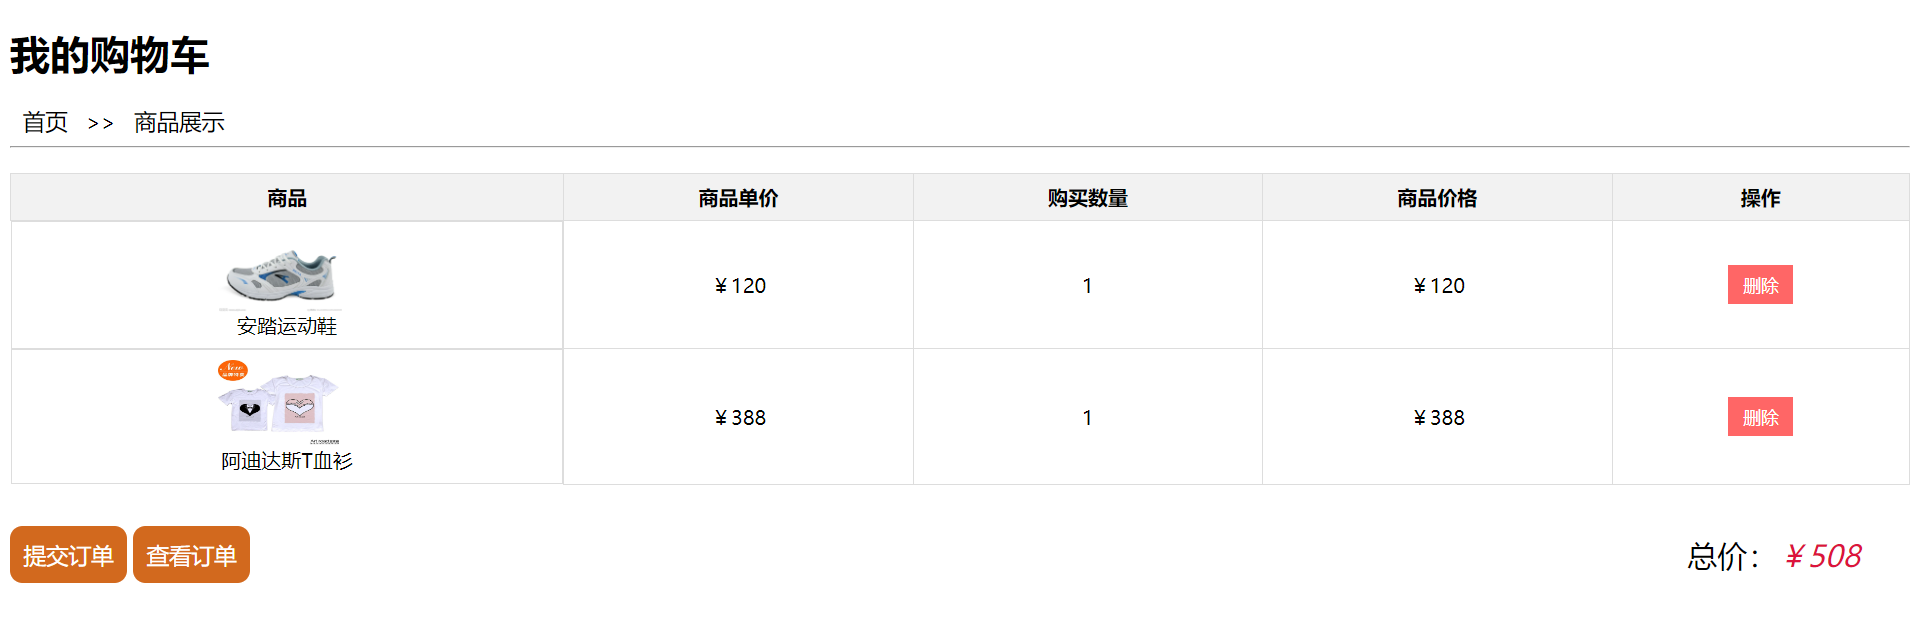 我的购物车
首页 >> 商品展示
商品 商品单价 购买数量 商品价格 操作
安踏运动鞋 ¥120 1 ¥120 删除
New
阿迪达斯T血衫 ¥388 1 ¥388 删除
提交订单 查看订单 总价： ¥508